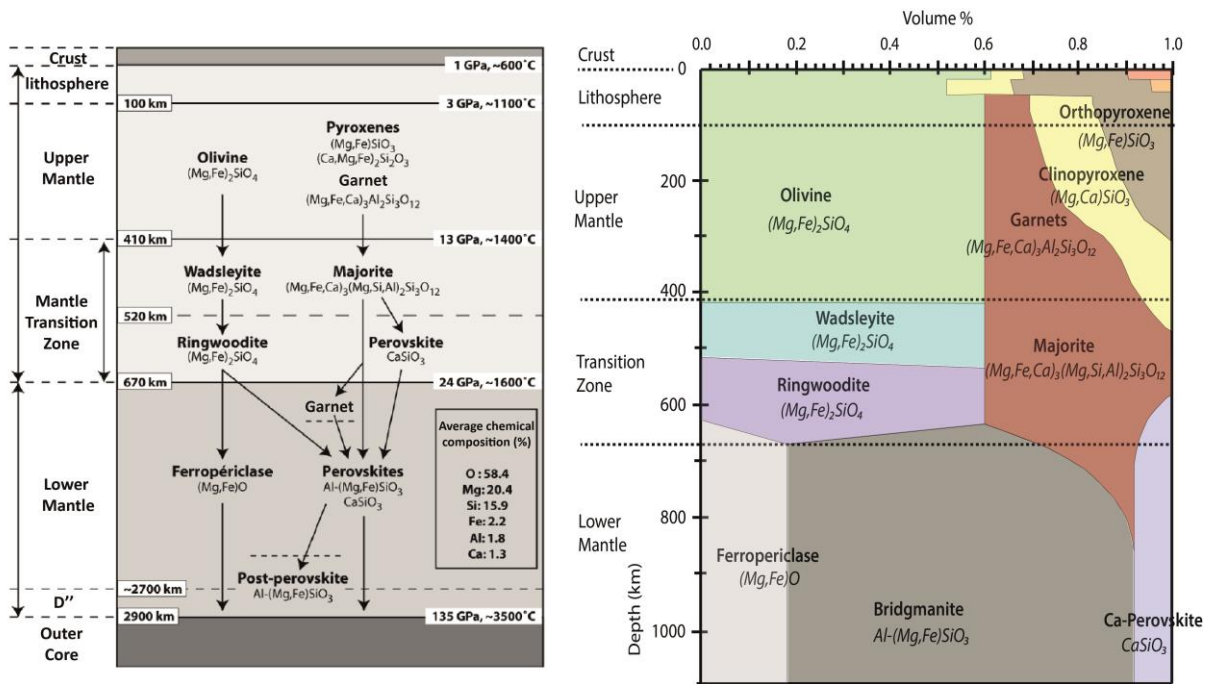 Crust
lithosphere
1 GPa, ~600˚C
100 km
3 GPa, ~1100˚C
Upper
Mantle
Olivine
(Mg,Fe)₂SiO₄
Pyroxenes
(Mg,Fe)SiO₃
(Ca,Mg,Fe)₂Si₂O₃
Garnet
(Mg,Fe,Ca)₃Al₂Si₃O₁₂
410 km
13 GPa, ~1400˚C
Mantle
Transition
Zone
Wadsleyite
(Mg,Fe)₂SiO₄
Majorite
(Mg,Fe,Ca)₃(Mg,Si,Al)₂Si₃O₁₂
520 km
Ringwoodite
(Mg,Fe)₂SiO₄
Perovskite
CaSiO₃
670 km
24 GPa, ~1600˚C
Garnet
Lower
Mantle
Ferropériclase
(Mg,Fe)O
Perovskites
Al-(Mg,Fe)SiO₃
CaSiO₃
Average chemical
composition (%)
O : 58.4
Mg: 20.4
Si: 15.9
Fe: 2.2
Al: 1.8
Ca: 1.3
Post-perovskite
Al-(Mg,Fe)SiO₃
~2700 km
D’’
2900 km
135 GPa, ~3500˚C
Outer
Core
Volume %
0.0 0.2 0.4 0.6 0.8 1.0
Crust
0
Lithosphere
Orthopyroxene
(Mg,Fe)SiO₃
Upper
Mantle
200
Clinopyroxene
(Mg,Ca)SiO₃
Olivine
(Mg,Fe)₂SiO₄
Garnets
(Mg,Fe,Ca)₃Al₂Si₃O₁₂
400
Wadsleyite
(Mg,Fe)₂SiO₄
Transition
Zone
Majorite
(Mg,Fe,Ca)₃(Mg,Si,Al)₂Si₃O₁₂
Ringwoodite
(Mg,Fe)₂SiO₄
600
Lower
Mantle
800
Ferropericlase
(Mg,Fe)O
Bridgmanite
Al-(Mg,Fe)SiO₃
Ca-Perovskite
CaSiO₃
1000
Depth (km)